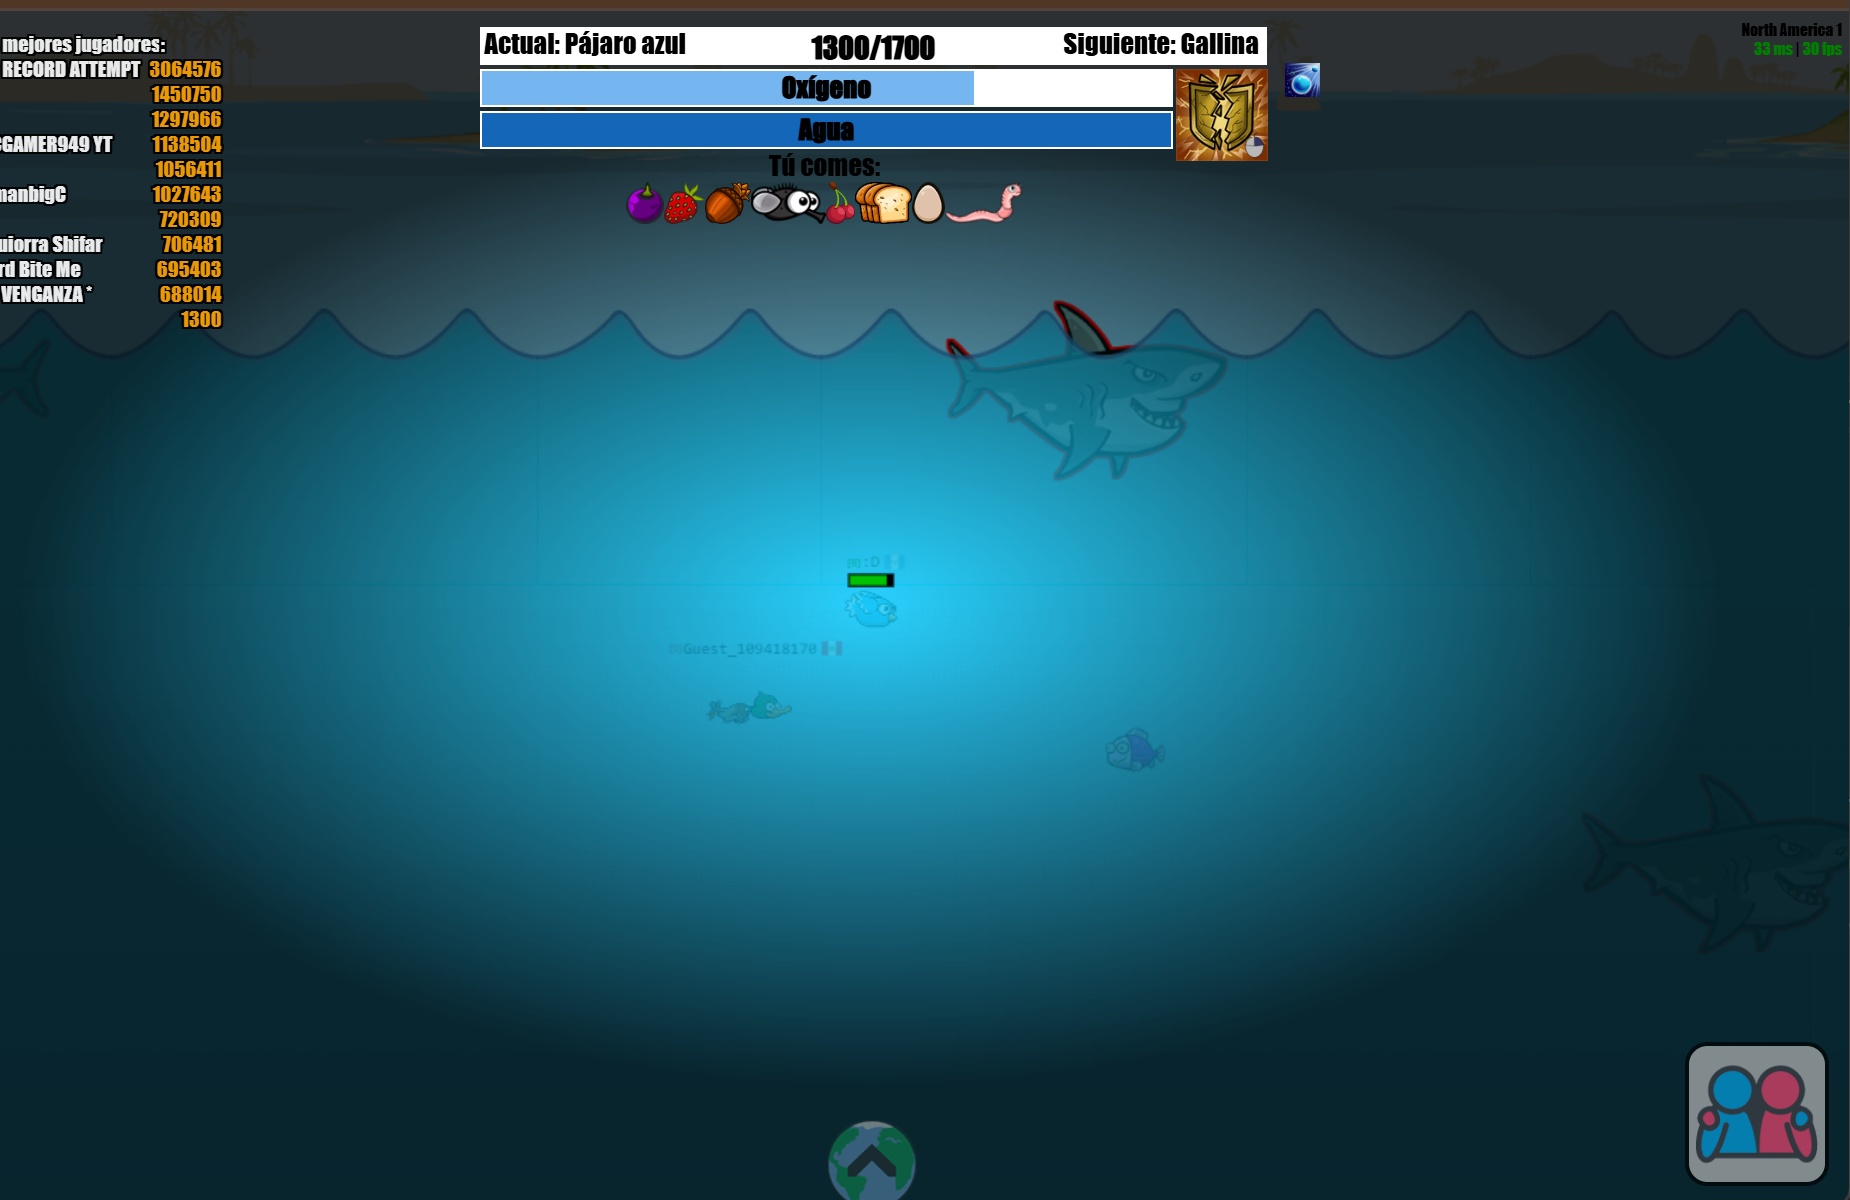 mejores jugadores:
RECORD ATTEMPT 3064576
1450750
1297966
GAMER949 YT 1138504
1056411
manbigC 1027643
720309
uiorra Shifar 706481
rd Bite Me 695403
VENGANZA * 688014
1300
Actual: Pájaro azul 1300/1700 Siguiente: Gallina
Oxígeno
Agua
Tú comes:
North America 1
33 ms | 30 fps
:D
Guest_109418170